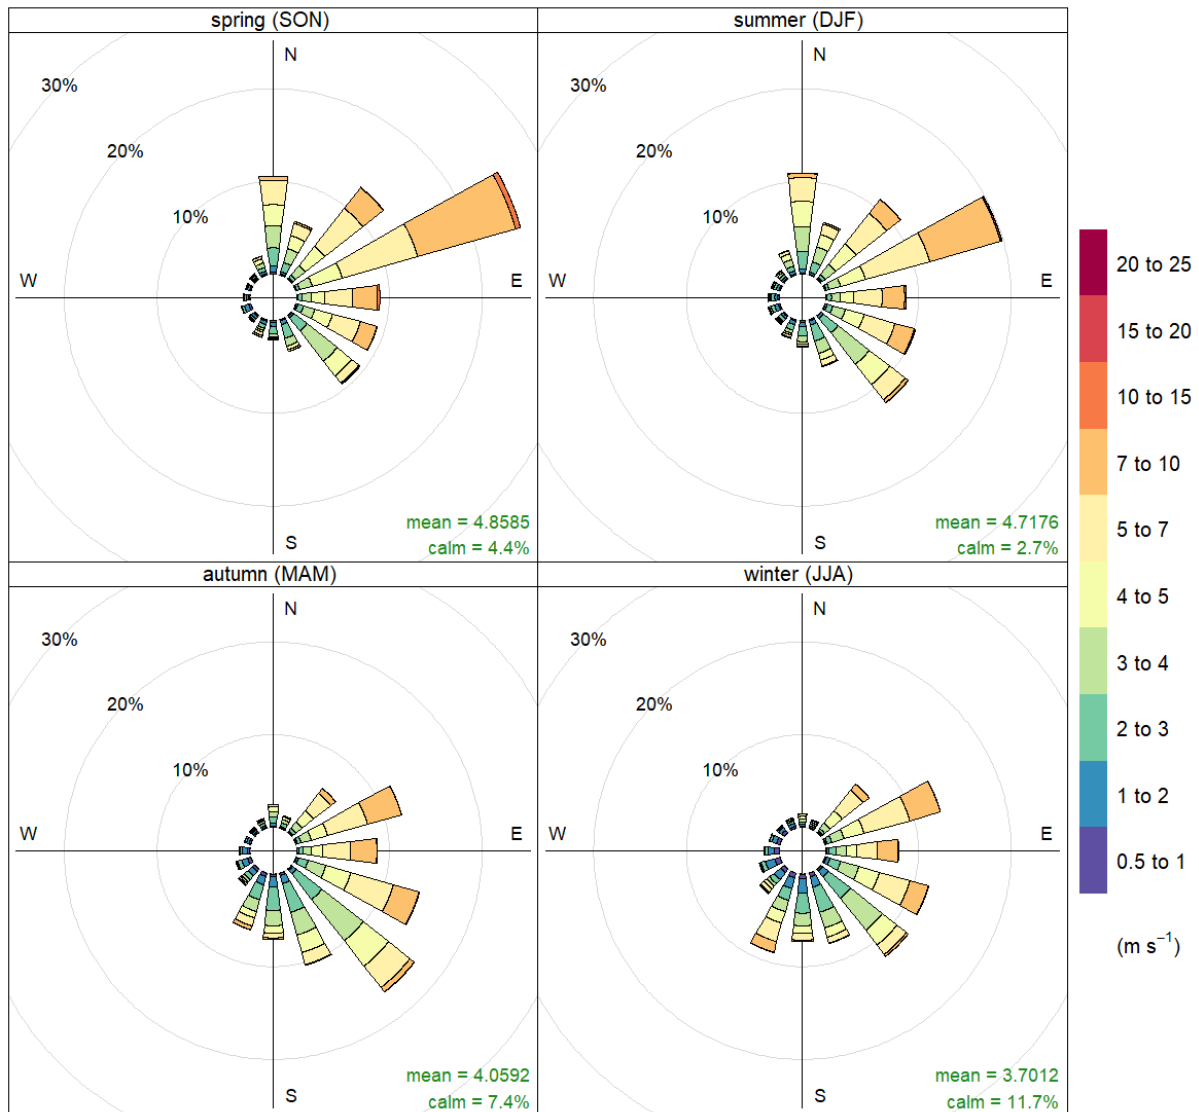 spring (SON)
N
30%
20%
10%
W
E
S
mean = 4.8585
calm = 4.4%
summer (DJF)
N
30%
20%
10%
W
E
S
mean = 4.7176
calm = 2.7%
autumn (MAM)
N
30%
20%
10%
W
E
S
mean = 4.0592
calm = 7.4%
winter (JJA)
N
30%
20%
10%
W
E
S
mean = 3.7012
calm = 11.7%
20 to 25
15 to 20
10 to 15
7 to 10
5 to 7
4 to 5
3 to 4
2 to 3
1 to 2
0.5 to 1
(m s⁻¹)